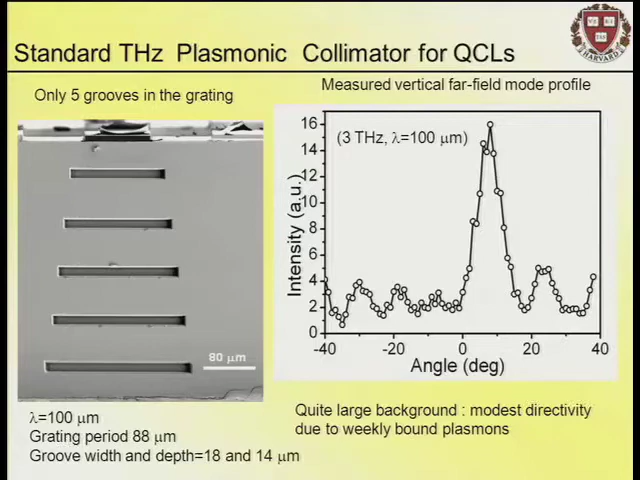 Standard THz Plasmonic Collimator for QCLs
HARVARD
Only 5 grooves in the grating
Measured vertical far-field mode profile
80 µm
(3 THz, λ=100 µm)
Intensity (a.u.)
16
14
12
10
8
6
4
2
0
-40 -20 0 20 40
Angle (deg)
λ=100 µm
Grating period 88 µm
Groove width and depth=18 and 14 µm
Quite large background : modest directivity
due to weekly bound plasmons